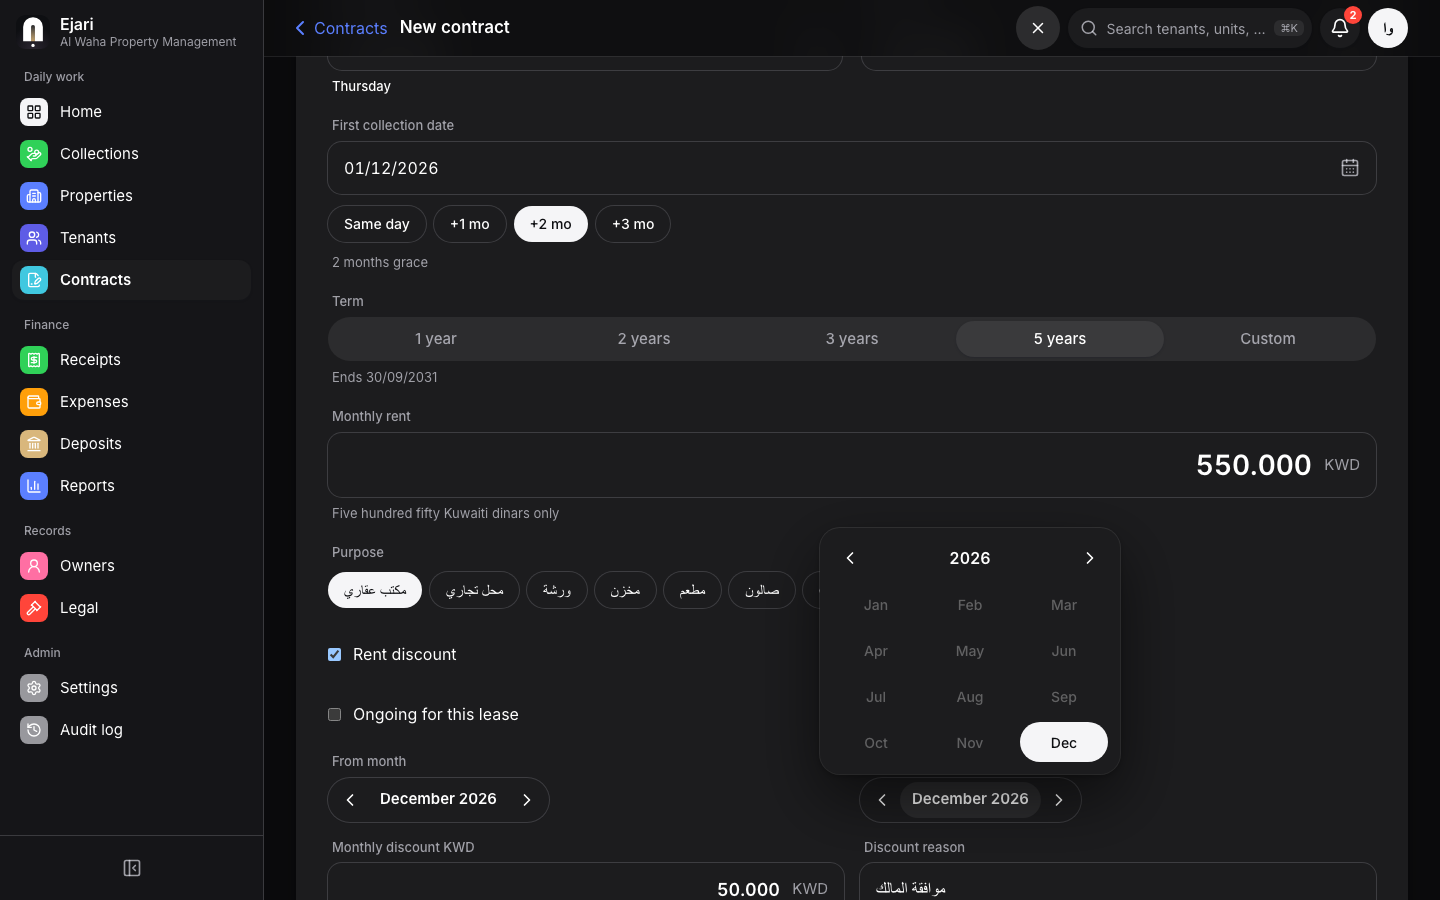 Ejari
Al Waha Property Management
Daily work
Home
Collections
Properties
Tenants
Contracts
Finance
Receipts
Expenses
Deposits
Reports
Records
Owners
Legal
Admin
Settings
Audit log
Contracts
New contract
Search tenants, units, ...
⌘K
2
وا
Thursday
First collection date
01/12/2026
Same day
+1 mo
+2 mo
+3 mo
2 months grace
Term
1 year
2 years
3 years
5 years
Custom
Ends 30/09/2031
Monthly rent
550.000 KWD
Five hundred fifty Kuwaiti dinars only
Purpose
مكتب عقاري
محل تجاري
ورشة
مخزن
مطعم
صالون
Rent discount
Ongoing for this lease
From month
December 2026
2026
Jan Feb Mar
Apr May Jun
Jul Aug Sep
Oct Nov Dec
December 2026
Monthly discount KWD
50.000 KWD
Discount reason
موافقة المالك